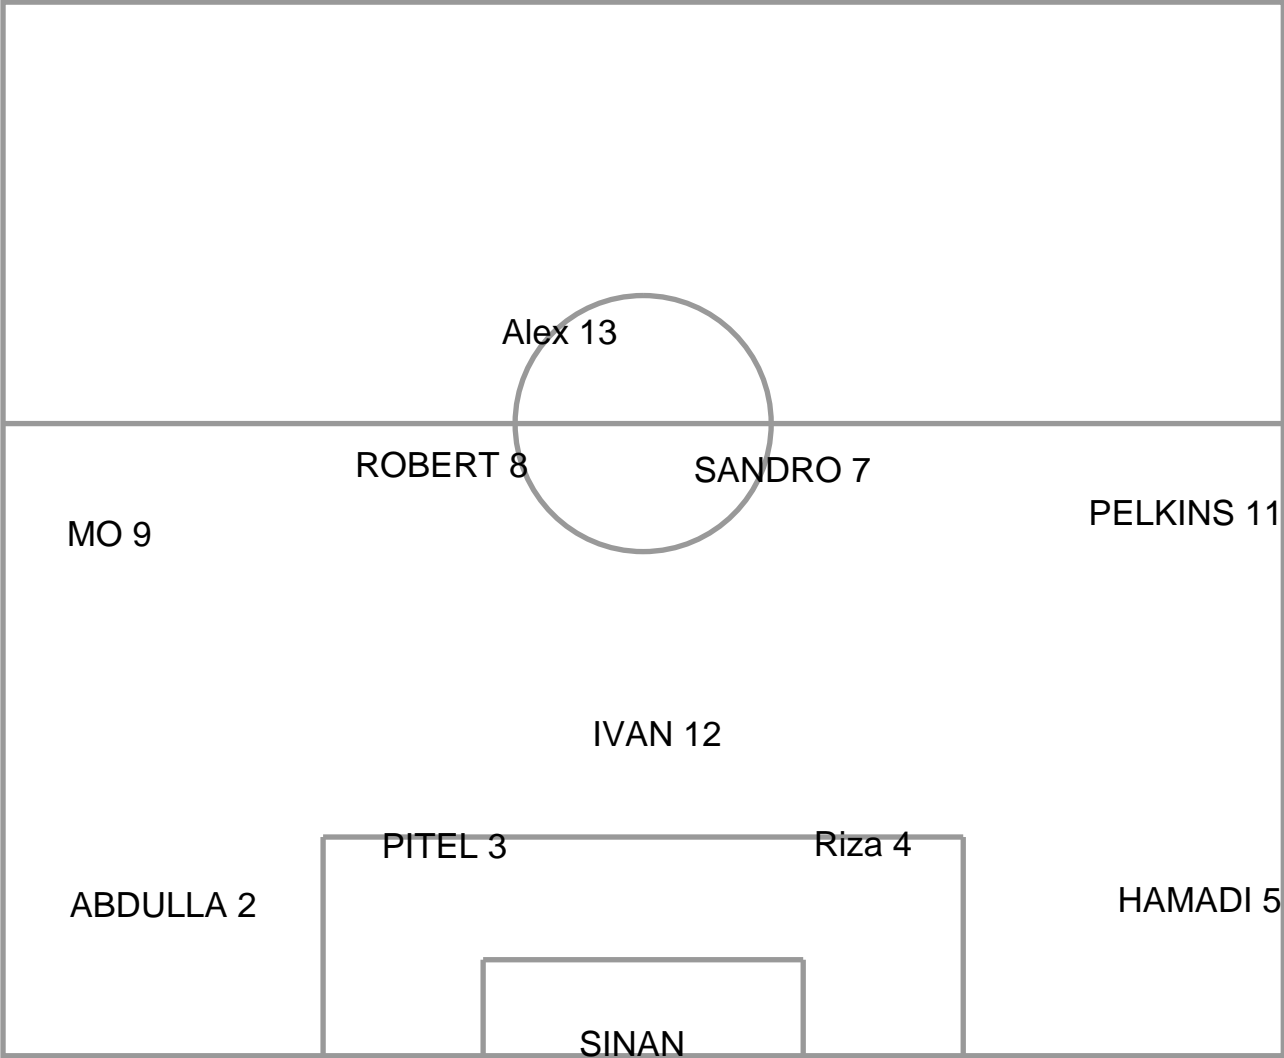 Alex 13
ROBERT 8
SANDRO 7
PELKINS 11
MO 9
IVAN 12
PITEL 3
Riza 4
ABDULLA 2
HAMADI 5
SINAN